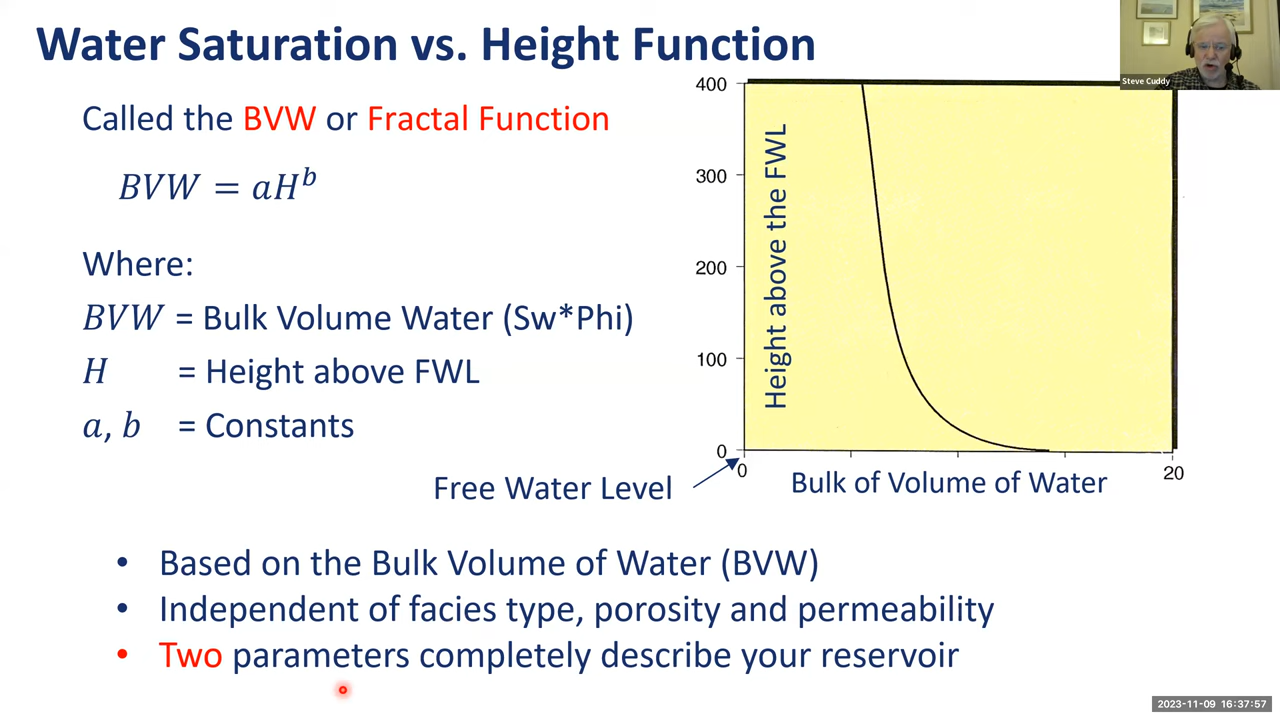 Water Saturation vs. Height Function
Steve Cuddy
Called the BVW or Fractal Function
BVW = aH^b
Where:
BVW = Bulk Volume Water (Sw*Phi)
H = Height above FWL
a, b = Constants
400
300
200
100
0
Height above the FWL
0
20
Free Water Level
Bulk of Volume of Water
• Based on the Bulk Volume of Water (BVW)
• Independent of facies type, porosity and permeability
• Two parameters completely describe your reservoir
2023-11-09 16:37:57